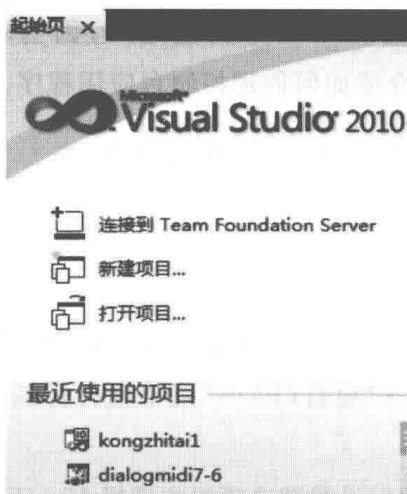 起始页
Microsoft®
Visual Studio 2010
连接到 Team Foundation Server
新建项目...
打开项目...
最近使用的项目
kongzhitai1
dialogmidi7-6